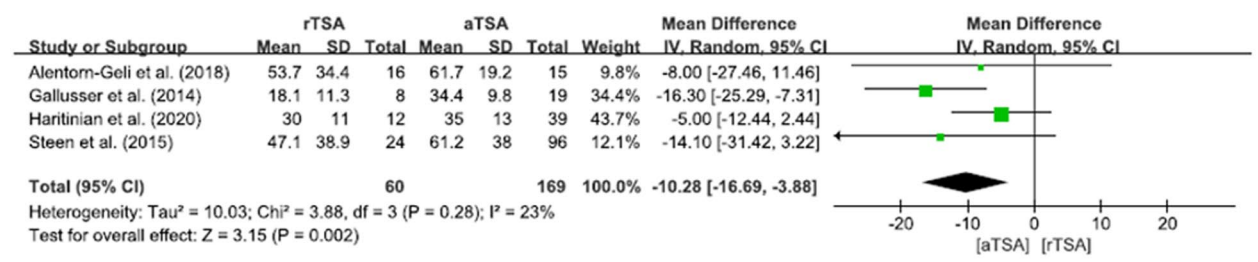 rTSA aTSA Mean Difference Mean Difference
Study or Subgroup Mean SD Total Mean SD Total Weight IV, Random, 95% CI IV, Random, 95% CI
Alentorn-Geli et al. (2018) 53.7 34.4 16 61.7 19.2 15 9.8% -8.00 [-27.46, 11.46]
Gallusser et al. (2014) 18.1 11.3 8 34.4 9.8 19 34.4% -16.30 [-25.29, -7.31]
Haritinian et al. (2020) 30 11 12 35 13 39 43.7% -5.00 [-12.44, 2.44]
Steen et al. (2015) 47.1 38.9 24 61.2 38 96 12.1% -14.10 [-31.42, 3.22]
Total (95% CI) 60 169 100.0% -10.28 [-16.69, -3.88]
Heterogeneity: Tau² = 10.03; Chi² = 3.88, df = 3 (P = 0.28); I² = 23%
Test for overall effect: Z = 3.15 (P = 0.002)
-20 -10 0 10 20
[aTSA] [rTSA]